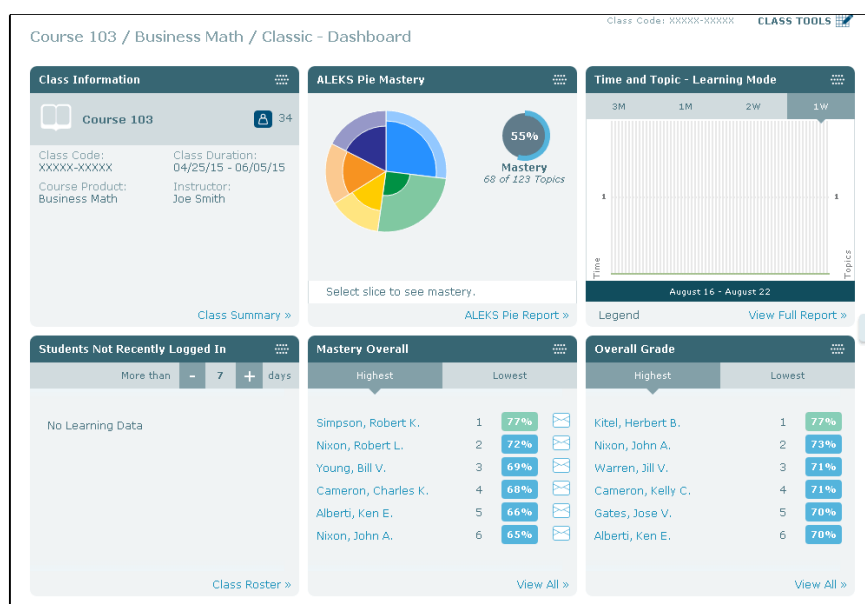 Class Code: XXXXX-XXXXX CLASS TOOLS
Course 103 / Business Math / Classic - Dashboard
Class Information
Course 103 34
Class Code: Class Duration:
XXXXX-XXXXX 04/25/15 - 06/05/15
Course Product: Instructor:
Business Math Joe Smith
Class Summary »
ALEKS Pie Mastery
55%
Mastery
68 of 123 Topics
Select slice to see mastery.
ALEKS Pie Report »
Time and Topic - Learning Mode
3M 1M 2W 1W
1 1
Time Topics
August 16 - August 22
Legend View Full Report »
Students Not Recently Logged In
More than - 7 + days
No Learning Data
Class Roster »
Mastery Overall
Highest Lowest
Simpson, Robert K. 1 77%
Nixon, Robert L. 2 72%
Young, Bill V. 3 69%
Cameron, Charles K. 4 68%
Alberti, Ken E. 5 66%
Nixon, John A. 6 65%
View All »
Overall Grade
Highest Lowest
Kitel, Herbert B. 1 77%
Nixon, John A. 2 73%
Warren, Jill V. 3 71%
Cameron, Kelly C. 4 71%
Gates, Jose V. 5 70%
Alberti, Ken E. 6 70%
View All »